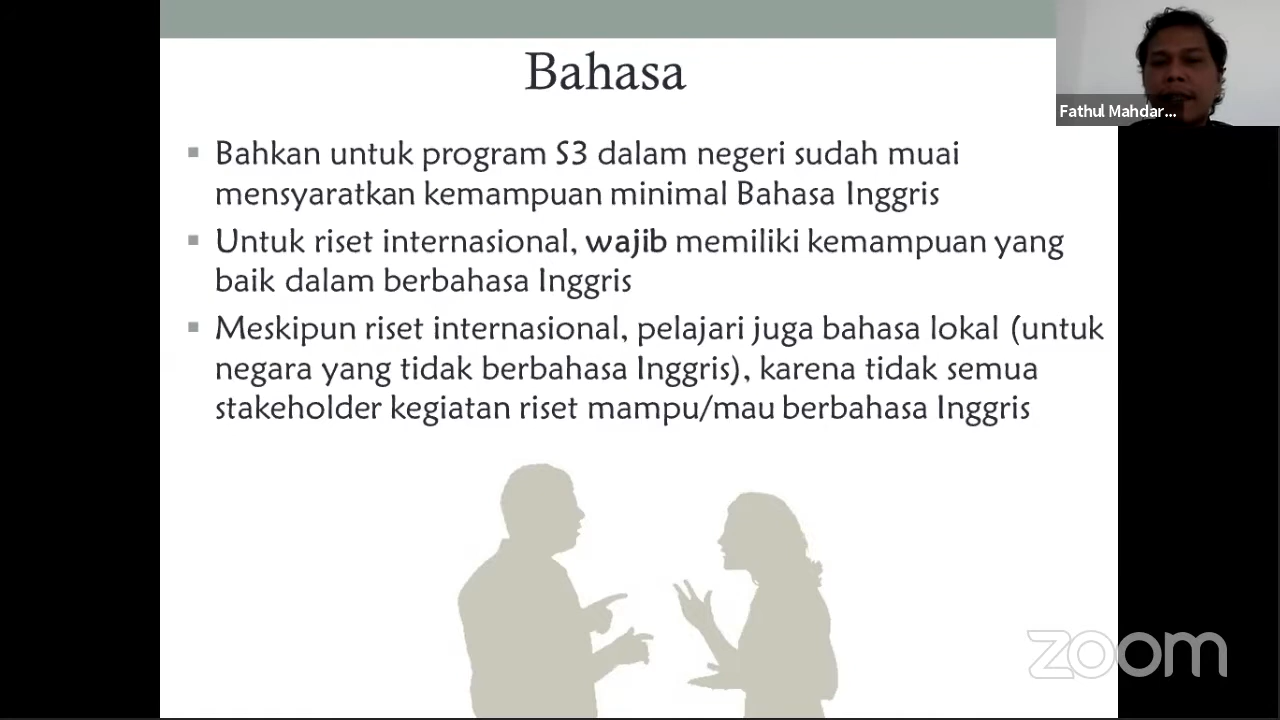 Bahasa
Fathul Mahdar...
Bahkan untuk program S3 dalam negeri sudah muai
mensyaratkan kemampuan minimal Bahasa Inggris
Untuk riset internasional, wajib memiliki kemampuan yang
baik dalam berbahasa Inggris
Meskipun riset internasional, pelajari juga bahasa lokal (untuk
negara yang tidak berbahasa Inggris), karena tidak semua
stakeholder kegiatan riset mampu/mau berbahasa Inggris
zoom